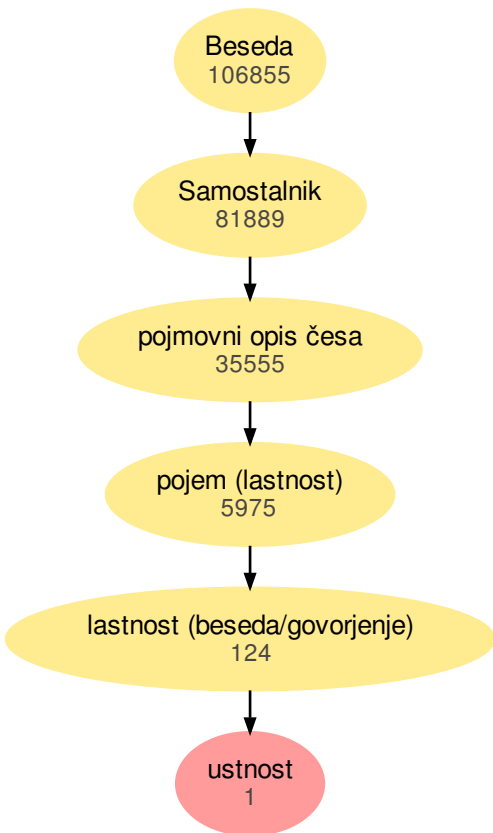 Beseda
106855
Samostalnik
81889
pojmovni opis česa
35555
pojem (lastnost)
5975
lastnost (beseda/govorjenje)
124
ustnost
1